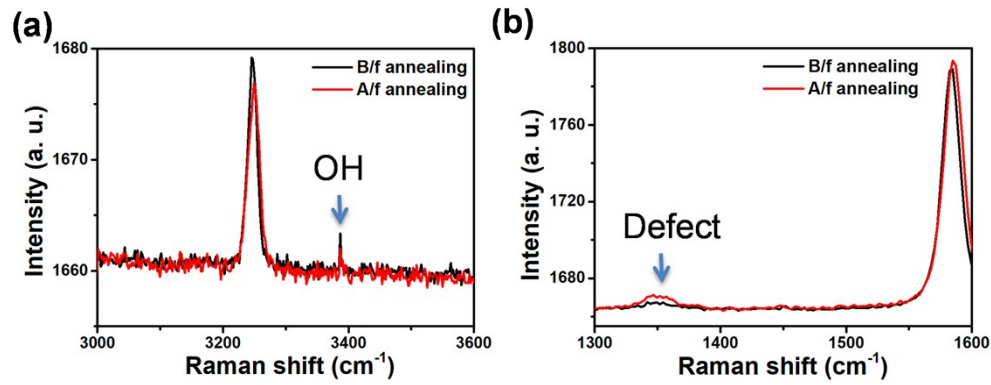 (a)
1680
1670
1660
Intensity (a. u.)
B/f annealing
A/f annealing
OH
3000 3200 3400 3600
Raman shift (cm⁻¹)
(b)
1800
1760
1720
1680
Intensity (a. u.)
B/f annealing
A/f annealing
Defect
1300 1400 1500 1600
Raman shift (cm⁻¹)